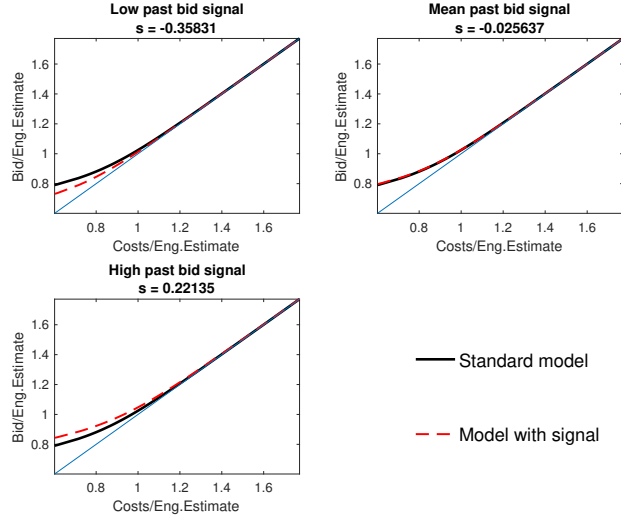 Low past bid signal
s = -0.35831
1.6
1.4
1.2
1
0.8
Bid/Eng.Estimate
0.8 1 1.2 1.4 1.6
Costs/Eng.Estimate
Mean past bid signal
s = -0.025637
1.6
1.4
1.2
1
0.8
Bid/Eng.Estimate
0.8 1 1.2 1.4 1.6
Costs/Eng.Estimate
High past bid signal
s = 0.22135
1.6
1.4
1.2
1
0.8
0.6
Bid/Eng.Estimate
0.8 1 1.2 1.4 1.6
Costs/Eng.Estimate
Standard model
Model with signal